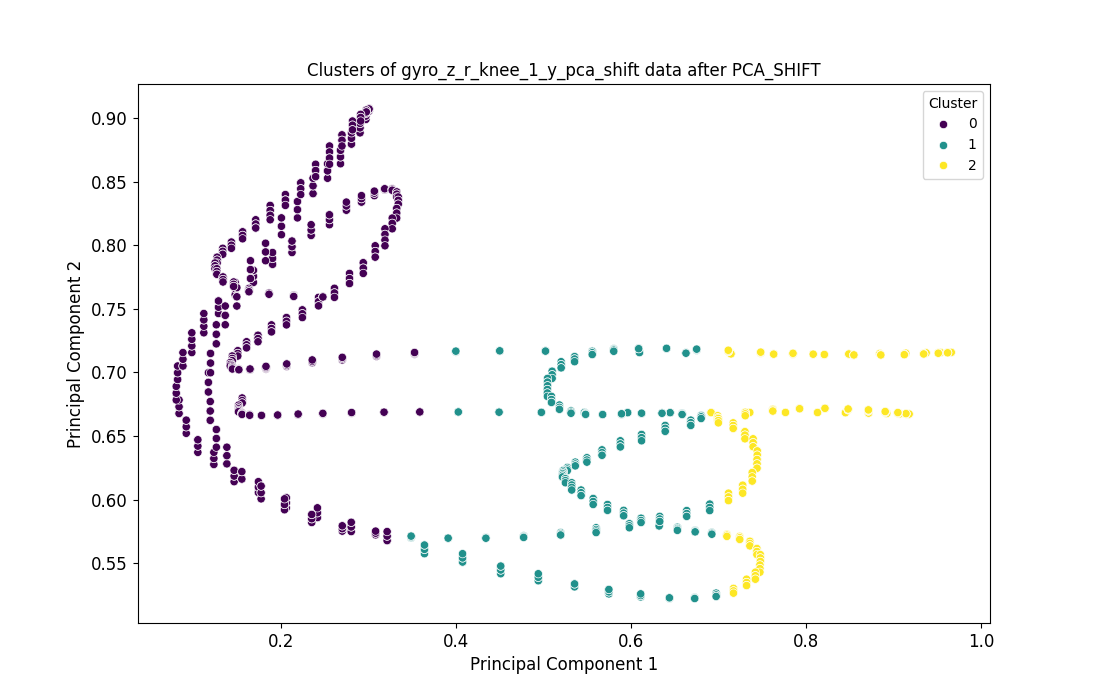 Clusters of gyro_z_r_knee_1_y_pca_shift data after PCA_SHIFT
Cluster
0
1
2
0.90
0.85
0.80
0.75
0.70
0.65
0.60
0.55
Principal Component 2
0.2 0.4 0.6 0.8 1.0
Principal Component 1